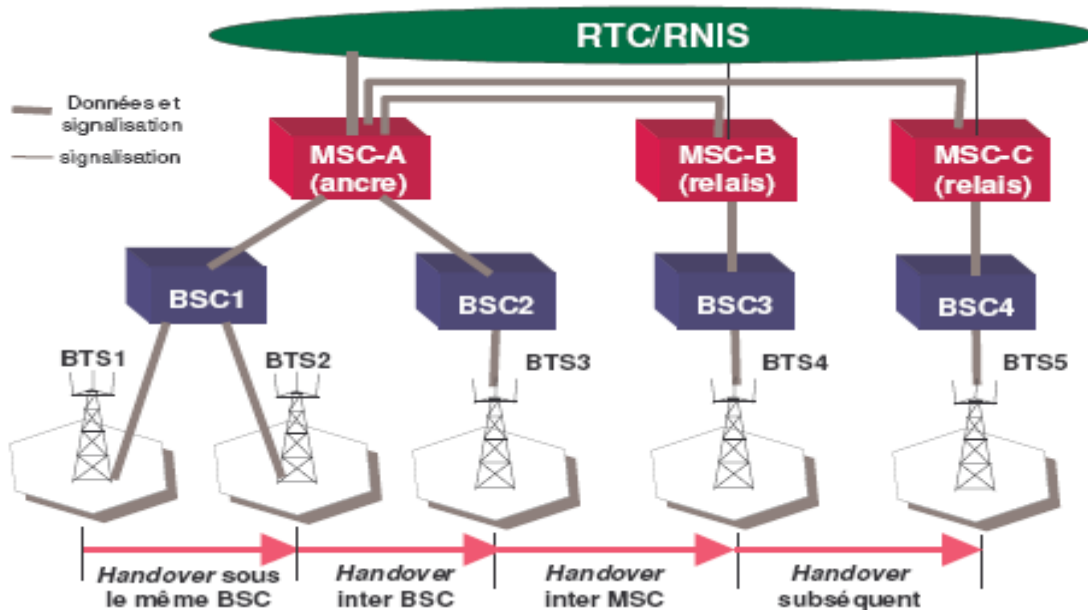 RTC/RNIS
Données et
signalisation
signalisation
MSC-A
(ancre)
MSC-B
(relais)
MSC-C
(relais)
BSC1
BSC2
BSC3
BSC4
BTS1
BTS2
BTS3
BTS4
BTS5
Handover sous
le même BSC
Handover
inter BSC
Handover
inter MSC
Handover
subséquent